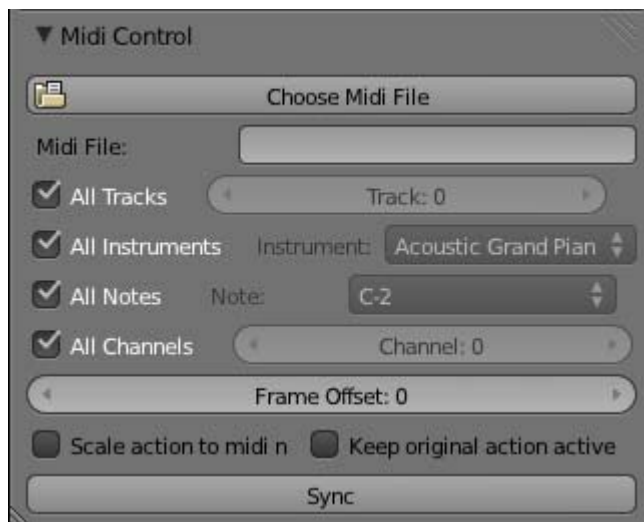 Midi Control
Choose Midi File
Midi File:
All Tracks Track: 0
All Instruments Instrument: Acoustic Grand Pian
All Notes Note: C-2
All Channels Channel: 0
Frame Offset: 0
Scale action to midi n Keep original action active
Sync